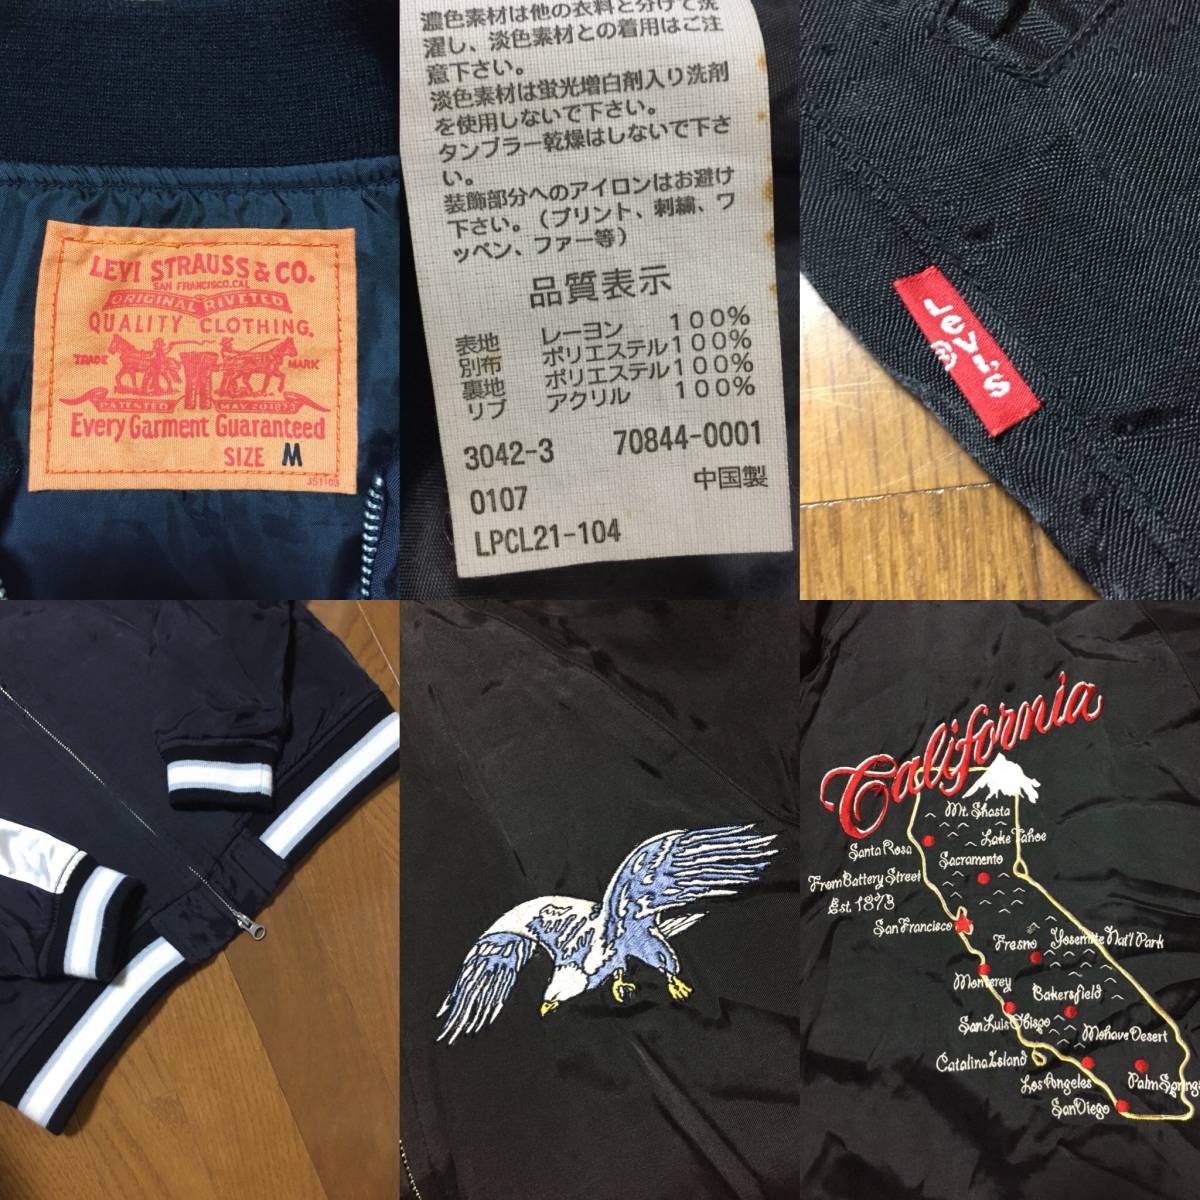 LEVI STRAUSS & CO.
SAN FRANCISCO, CAL.
ORIGINAL RIVETED
QUALITY CLOTHING.
TRADE MARK
PATENTED MAY 20 1873
Every Garment Guaranteed
SIZE M
濃色素材は他の衣料と分けて洗
濯し、淡色素材との着用はご注
意下さい。
淡色素材は蛍光増白剤入り洗剤
を使用しないで下さい。
タンブラー乾燥はしないで下さ
い。
装飾部分へのアイロンはお避け
下さい。（プリント、刺繍、ワ
ッペン、ファー等）
品質表示
表地 レーヨン 100%
別布 ポリエステル 100%
裏地 ポリエステル 100%
リブ アクリル 100%
3042-3 70844-0001
0107 中国製
LPCL21-104
Levi's
®
California
Mt. Shasta
Lake Tahoe
Santa Rosa
Sacramento
From Battery Street
Est. 1873
San Francisco
Fresno
Yosemite Nat'l Park
Monterey
Bakersfield
San Luis Obispo
Mohave Desert
Catalina Island
Los Angeles
Palm Springs
San Diego